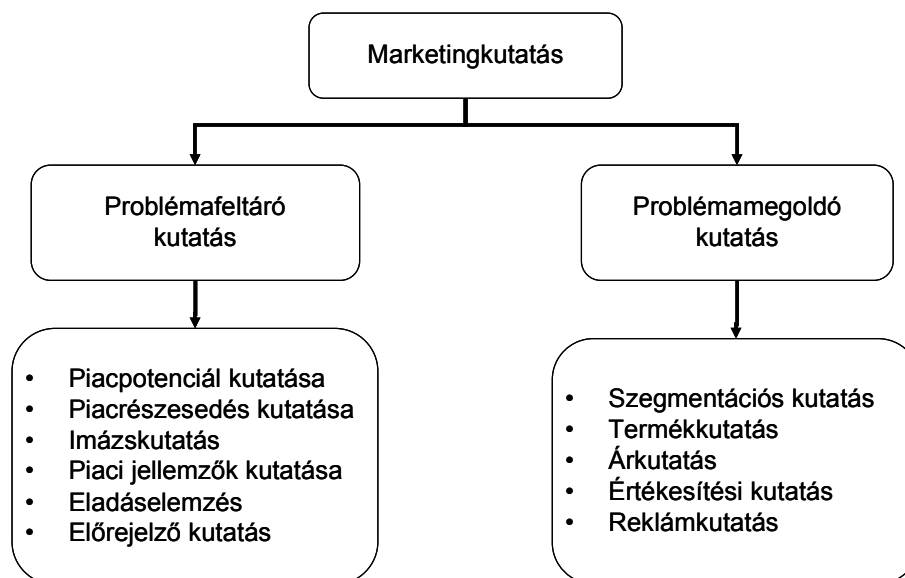 Marketingkutatás
Problémafeltáró
kutatás
Problémamegoldó
kutatás
• Piacpotenciál kutatása
• Piacrészesedés kutatása
• Imázskutatás
• Piaci jellemzők kutatása
• Eladáselemzés
• Előrejelző kutatás
• Szegmentációs kutatás
• Termékkutatás
• Árkutatás
• Értékesítési kutatás
• Reklámkutatás